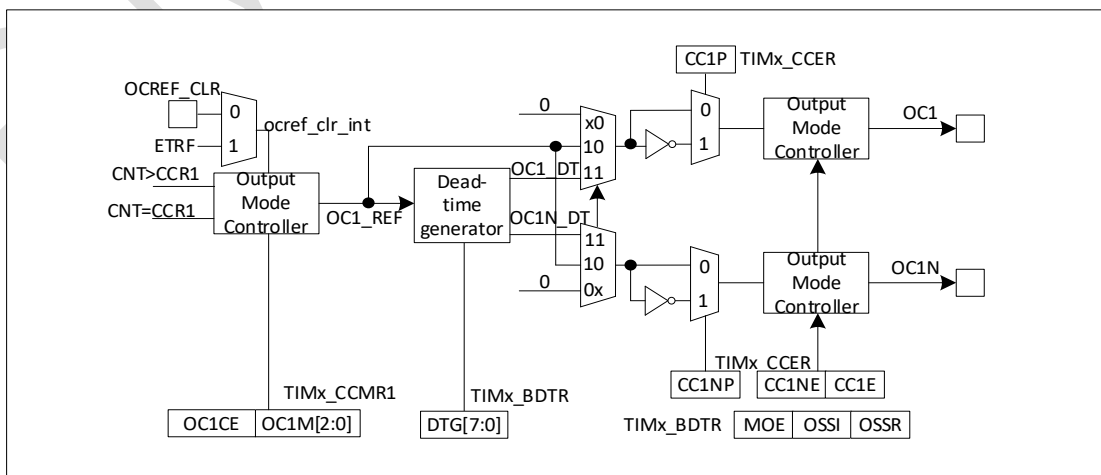 CC1P TIMx_CCER
OCREF_CLR
0
ocref_clr_int
ETRF
1
CNT>CCR1
CNT=CCR1
Output
Mode
Controller
OC1_REF
Dead-
time
generator
OC1_DT
OC1N_DT
0
x0
10
11
11
10
0x
0
0
1
Output
Mode
Controller
OC1
0
1
Output
Mode
Controller
OC1N
TIMx_CCMR1
OC1CE OC1M[2:0]
TIMx_BDTR
DTG[7:0]
TIMx_CCER
CC1NP CC1NE CC1E
TIMx_BDTR MOE OSSI OSSR